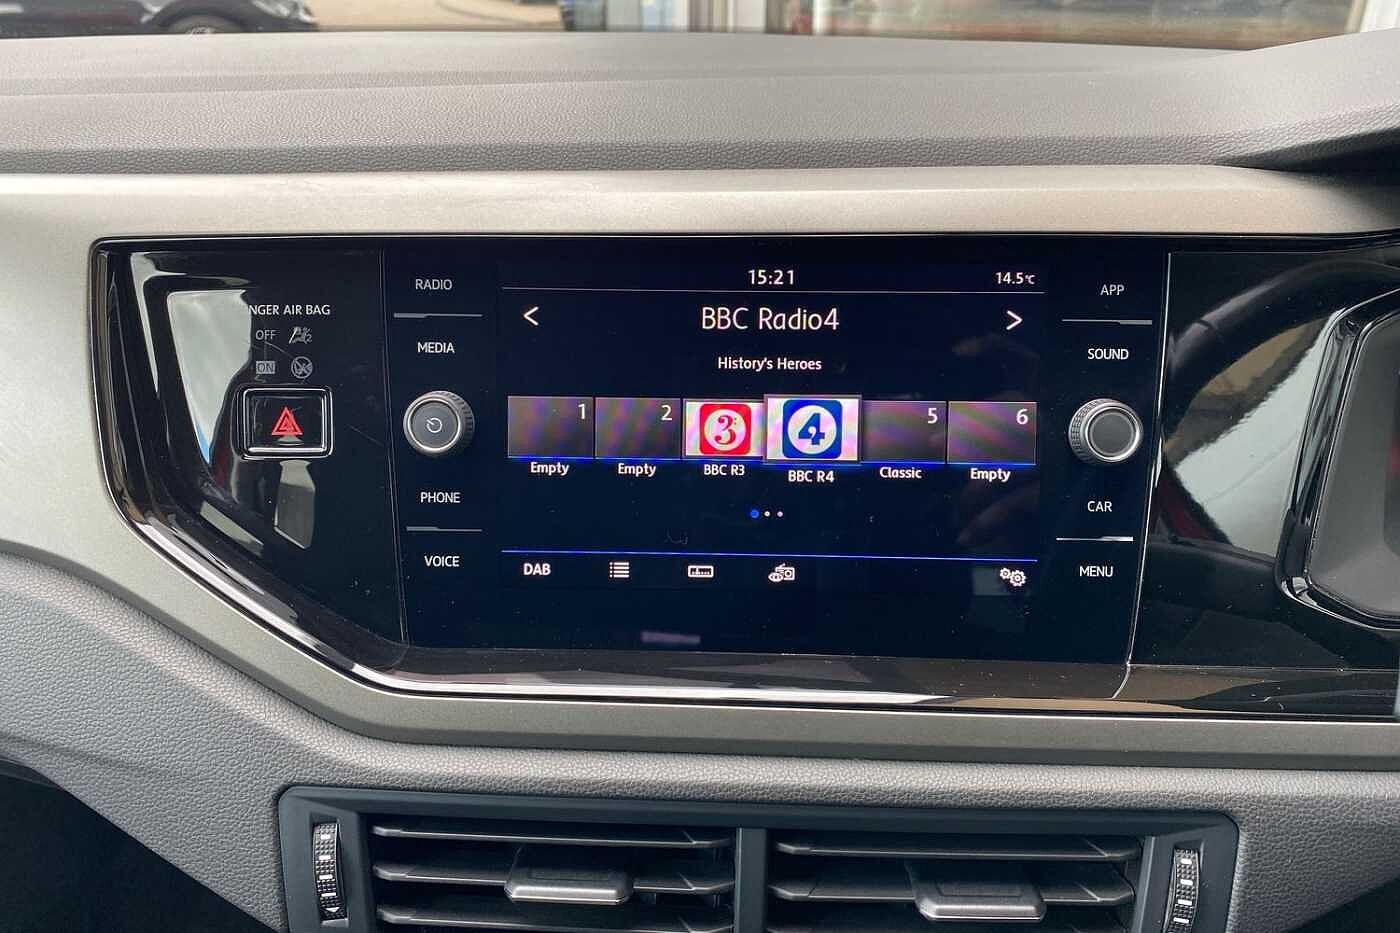 NGER AIR BAG
OFF 2
ON
RADIO
MEDIA
PHONE
VOICE
15:21 14.5°C
< BBC Radio4 >
History's Heroes
1 2 3 4 5 6
Empty Empty BBC R3 BBC R4 Classic Empty
DAB
APP
SOUND
CAR
MENU